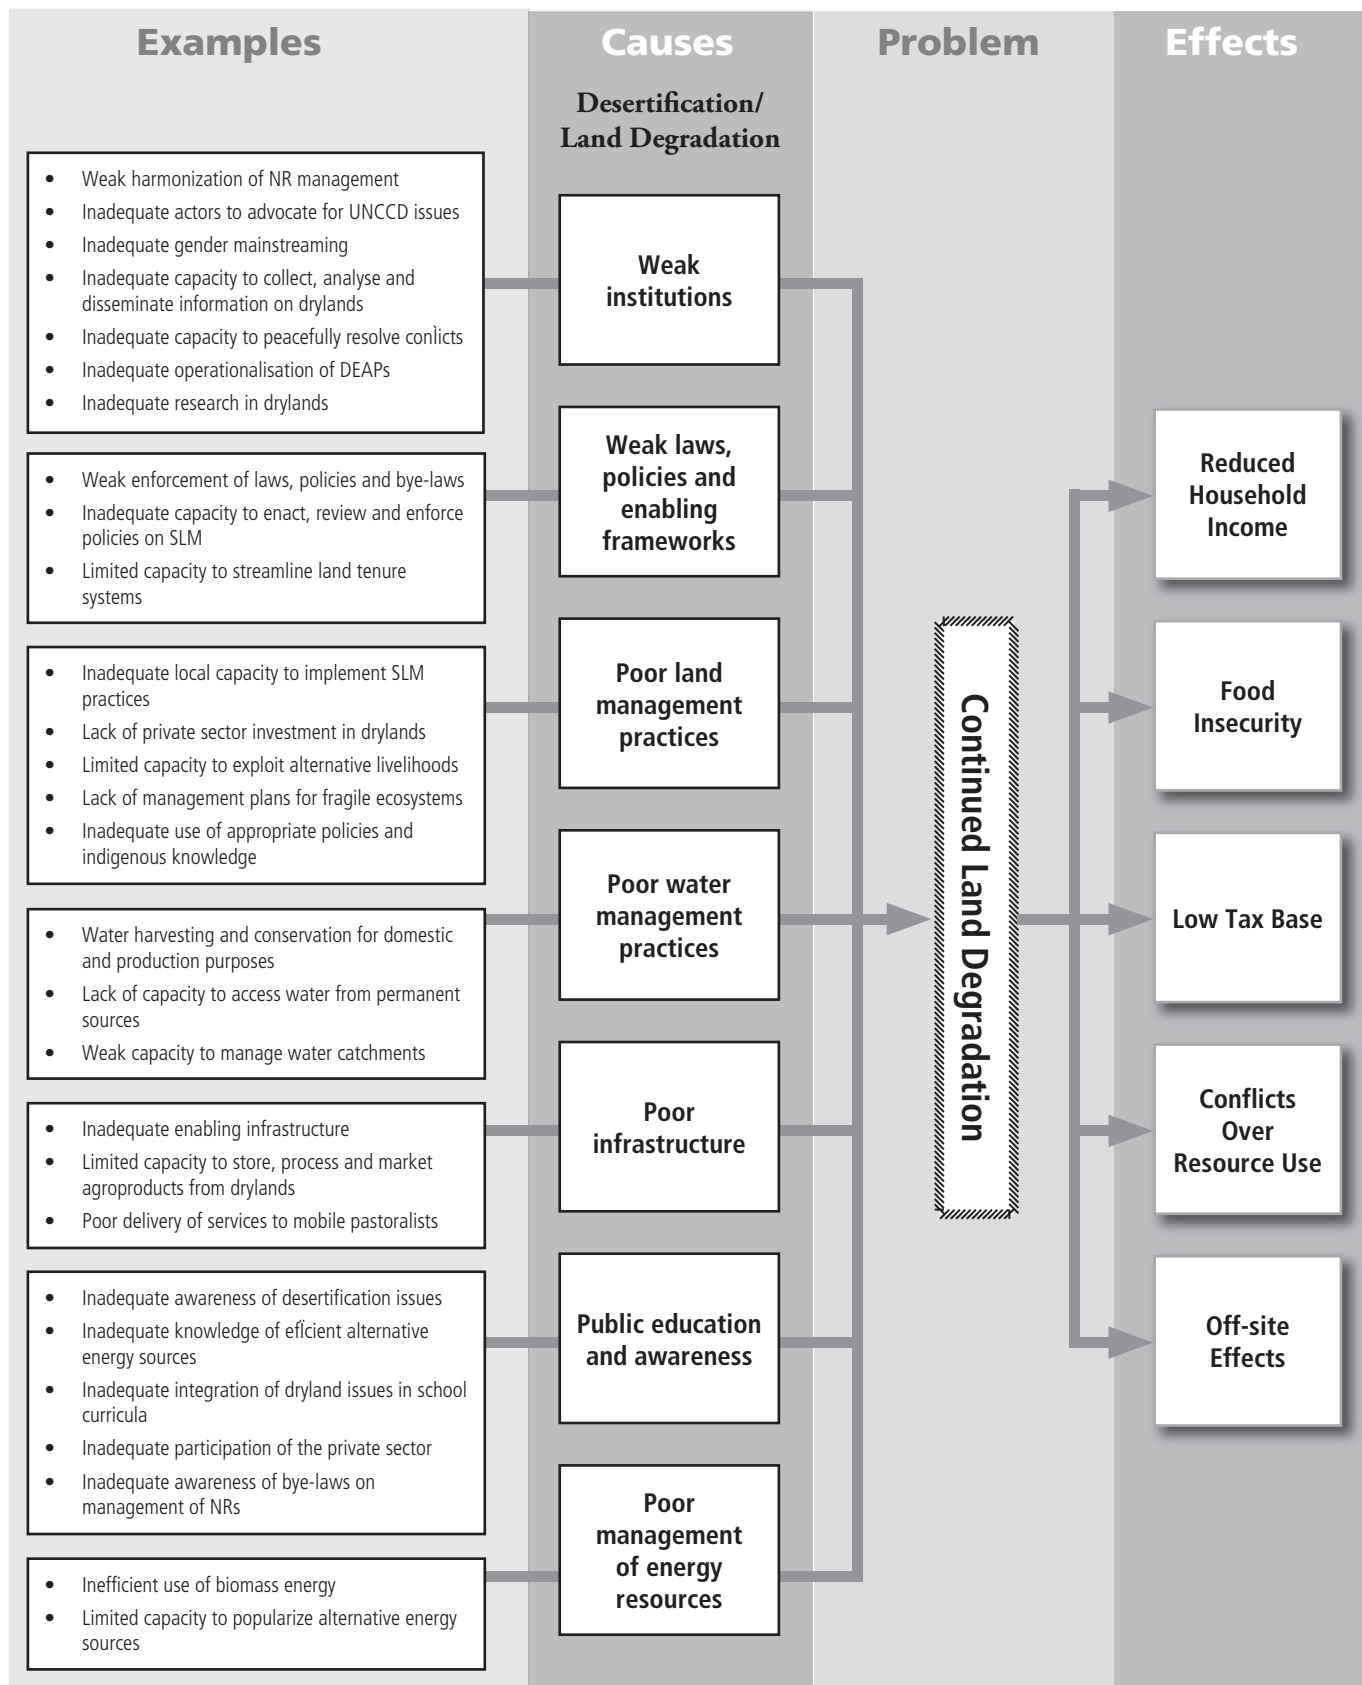 Examples
Causes
Problem
Effects
Desertification/
Land Degradation
• Weak harmonization of NR management
• Inadequate actors to advocate for UNCCD issues
• Inadequate gender mainstreaming
• Inadequate capacity to collect, analyse and
disseminate information on drylands
• Inadequate capacity to peacefully resolve conlicts
• Inadequate operationalisation of DEAPs
• Inadequate research in drylands
Weak
institutions
• Weak enforcement of laws, policies and bye-laws
• Inadequate capacity to enact, review and enforce
policies on SLM
• Limited capacity to streamline land tenure
systems
Weak laws,
policies and
enabling
frameworks
• Inadequate local capacity to implement SLM
practices
• Lack of private sector investment in drylands
• Limited capacity to exploit alternative livelihoods
• Lack of management plans for fragile ecosystems
• Inadequate use of appropriate policies and
indigenous knowledge
Poor land
management
practices
• Water harvesting and conservation for domestic
and production purposes
• Lack of capacity to access water from permanent
sources
• Weak capacity to manage water catchments
Poor water
management
practices
• Inadequate enabling infrastructure
• Limited capacity to store, process and market
agroproducts from drylands
• Poor delivery of services to mobile pastoralists
Poor
infrastructure
• Inadequate awareness of desertification issues
• Inadequate knowledge of eficient alternative
energy sources
• Inadequate integration of dryland issues in school
curricula
• Inadequate participation of the private sector
• Inadequate awareness of bye-laws on
management of NRs
Public education
and awareness
• Inefficient use of biomass energy
• Limited capacity to popularize alternative energy
sources
Poor
management
of energy
resources
Continued Land Degradation
Reduced
Household
Income
Food
Insecurity
Low Tax Base
Conflicts
Over
Resource Use
Off-site
Effects